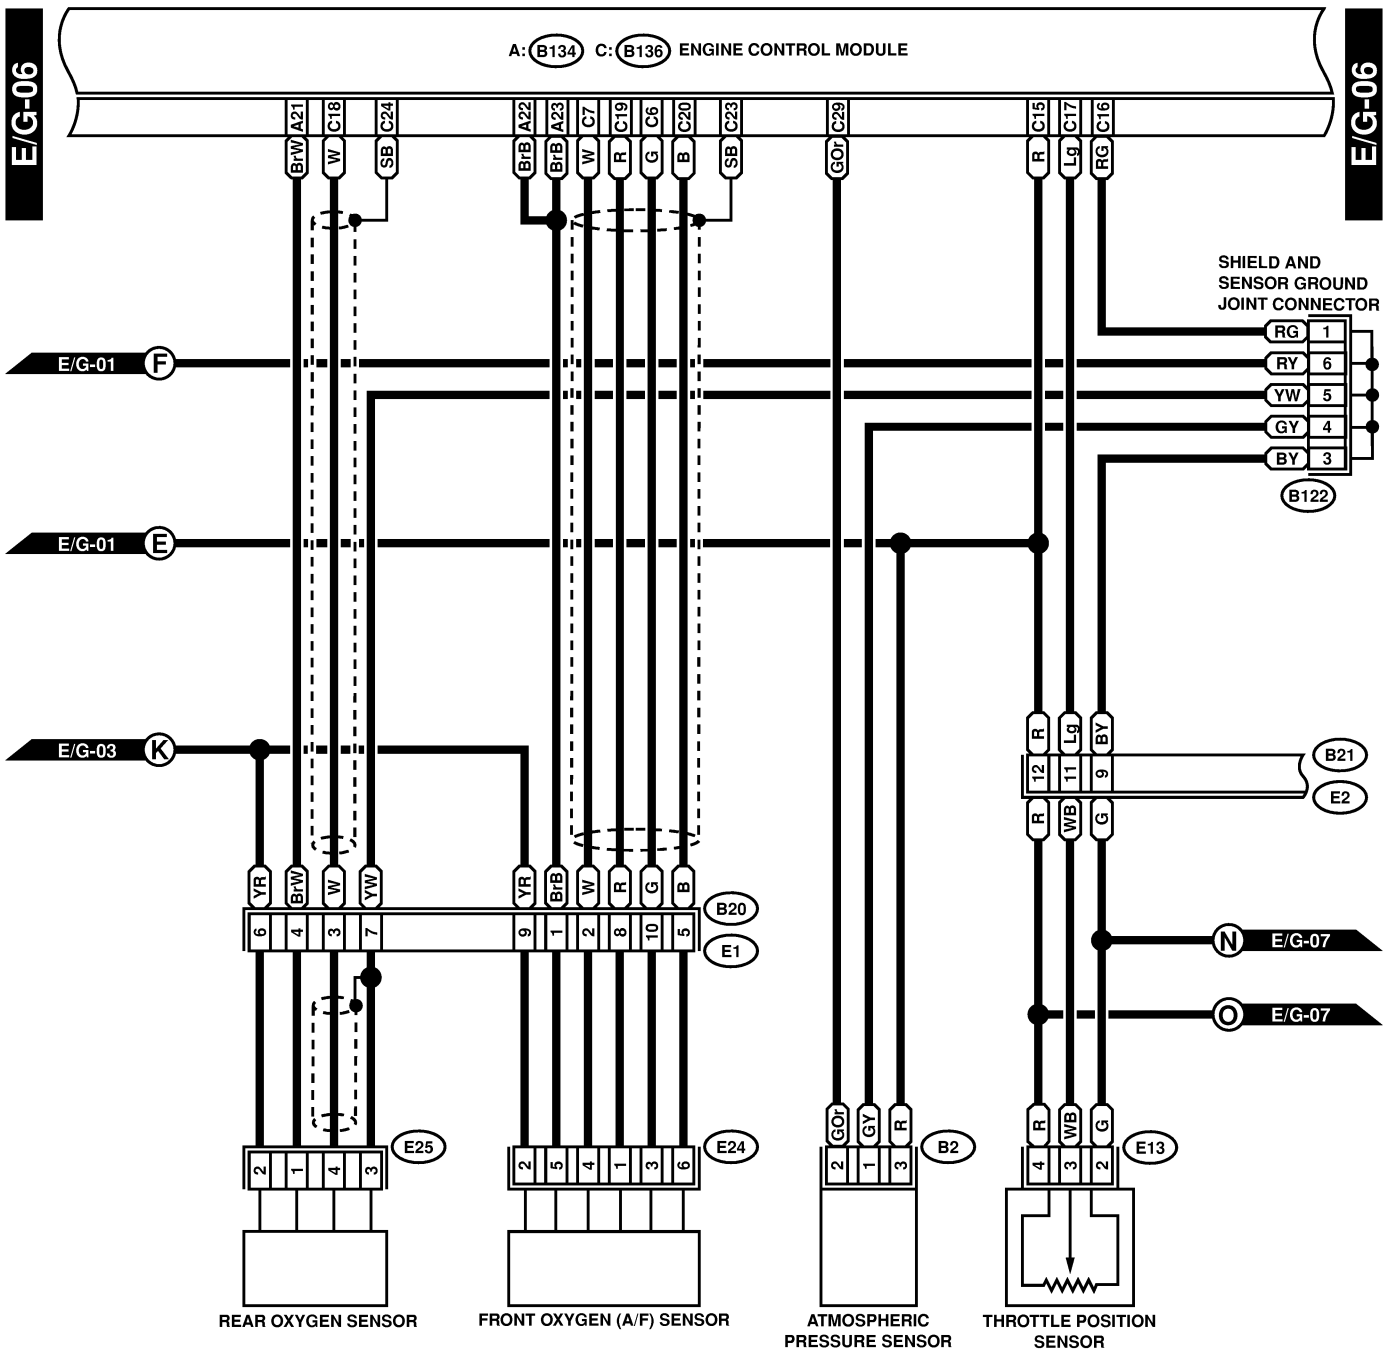 E/G-06
A: B134 C: B136 ENGINE CONTROL MODULE
E/G-06
A21 C18 C24 A22 A23 C7 C19 C6 C20 C23 C29 C15 C17 C16
BrW W SB BrB BrB W R G B SB GOr R Lg RG
SHIELD AND
SENSOR GROUND
JOINT CONNECTOR
RG 1
E/G-01 F RY 6
YW 5
GY 4
BY 3
B122
E/G-01 E
R Lg BY
E/G-03 K
12 11 9 B21
E2
R WB G
YR BrW W YW YR BrB W R G B
B20
6 4 3 7 9 1 2 8 10 5
E1
N E/G-07
O E/G-07
GOr GY R R WB G
E25 E24 B2 E13
2 1 4 3 2 5 4 1 3 6 2 1 3 4 3 2
REAR OXYGEN SENSOR
FRONT OXYGEN (A/F) SENSOR
ATMOSPHERIC
PRESSURE SENSOR
THROTTLE POSITION
SENSOR